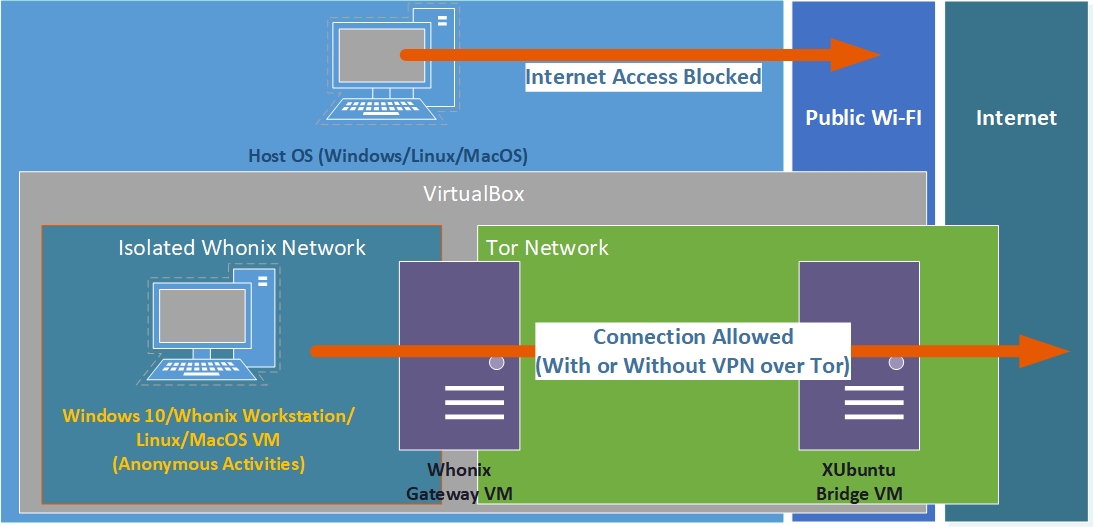 Internet Access Blocked
Public Wi-FI
Internet
Host OS (Windows/Linux/MacOS)
VirtualBox
Isolated Whonix Network
Tor Network
Connection Allowed
(With or Without VPN over Tor)
Windows 10/Whonix Workstation/
Linux/MacOS VM
(Anonymous Activities)
Whonix
Gateway VM
XUbuntu
Bridge VM